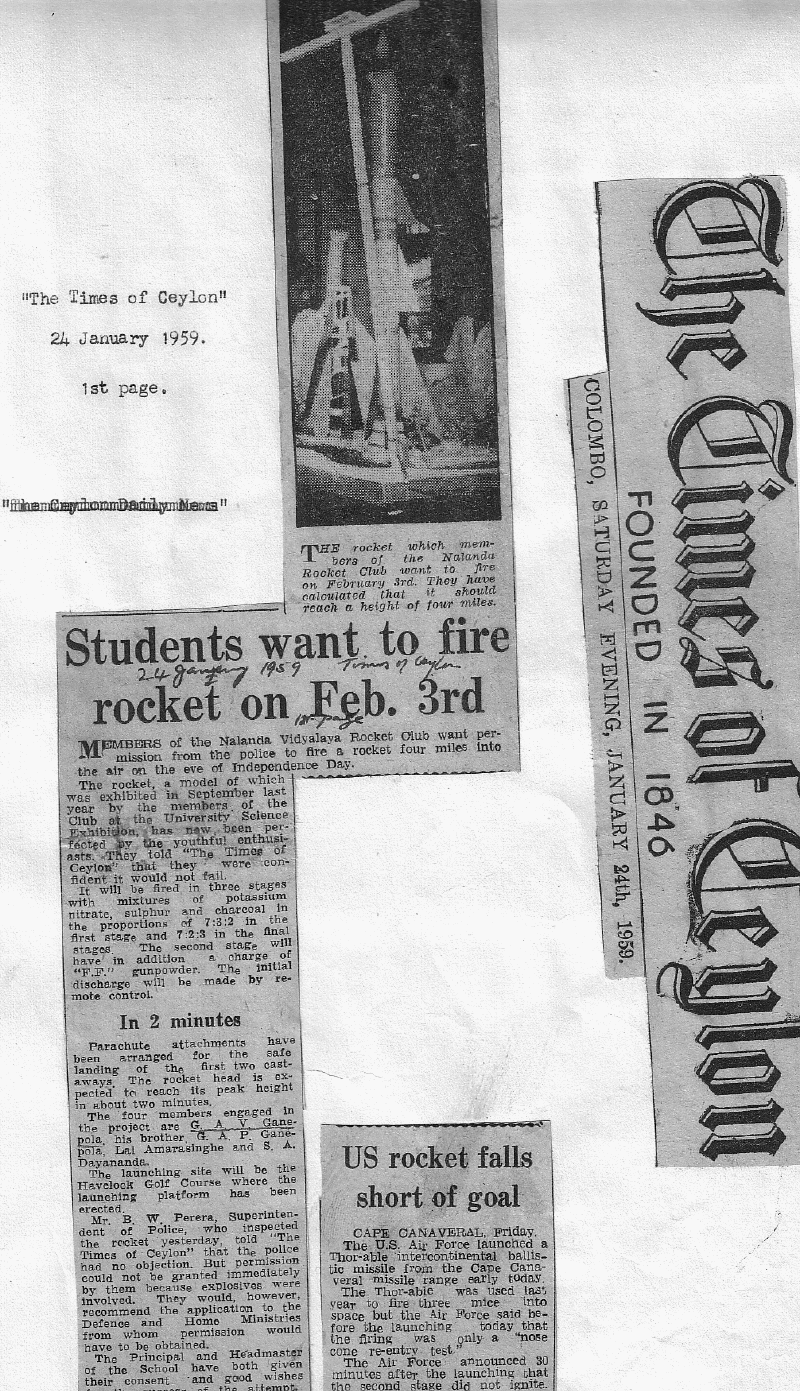 "The Times of Ceylon"
24 January 1959.
1st page.
THE rocket which mem-
bers of the Nalanda
Rocket Club want to fire
on February 3rd. They have
calculated that it should
reach a height of four miles.
Students want to fire
24 January 1959 Times of Ceylon
rocket on Feb. 3rd
1st page
MEMBERS of the Nalanda Vidyalaya Rocket Club want per-
mission from the police to fire a rocket four miles into
the air on the eve of Independence Day.
The rocket, a model of which
was exhibited in September last
year by the members of the
Club at the University Science
Exhibition, has now been per-
fected by the youthful enthusi-
asts. They told "The Times of
Ceylon" that they were con-
fident it would not fail.
It will be fired in three stages
with mixtures of potassium
nitrate, sulphur and charcoal in
the proportions of 7:3:2 in the
first stage and 7:2:3 in the final
stages. The second stage will
have in addition a charge of
"F.F." gunpowder. The initial
discharge will be made by re-
mote control.
In 2 minutes
Parachute attachments have
been arranged for the safe
landing of the first two cast-
aways. The rocket head is ex-
pected to reach its peak height
in about two minutes.
The four members engaged in
the project are G. A. V. Gane-
pola, his brother, G. A. P. Gane-
pola, Lal Amarasinghe and S. A.
Dayananda.
The launching site will be the
Havelock Golf Course where the
launching platform has been
erected.
Mr. B. W. Perera, Superinten-
dent of Police, who inspected
the rocket yesterday, told "The
Times of Ceylon" that the police
had no objection. But permission
could not be granted immediately
by them because explosives were
involved. They would, however,
recommend the application to the
Defence and Home Ministries
from whom permission would
have to be obtained.
The Principal and Headmaster
of the School have both given
their consent and good wishes
of the attempt.
US rocket falls
short of goal
CAPE CANAVERAL, Friday.
The U.S. Air Force launched a
Thor-able intercontinental ballis-
tic missile from the Cape Cana-
veral missile range early today.
The Thor-able was used last
year to fire three mice into
space but the Air Force said be-
fore the launching today that
the firing was only a "nose
cone re-entry test."
The Air Force announced 30
minutes after the launching that
the second stage did not ignite.
The Times of Ceylon
FOUNDED IN 1846
COLOMBO, SATURDAY EVENING, JANUARY 24th, 1959.